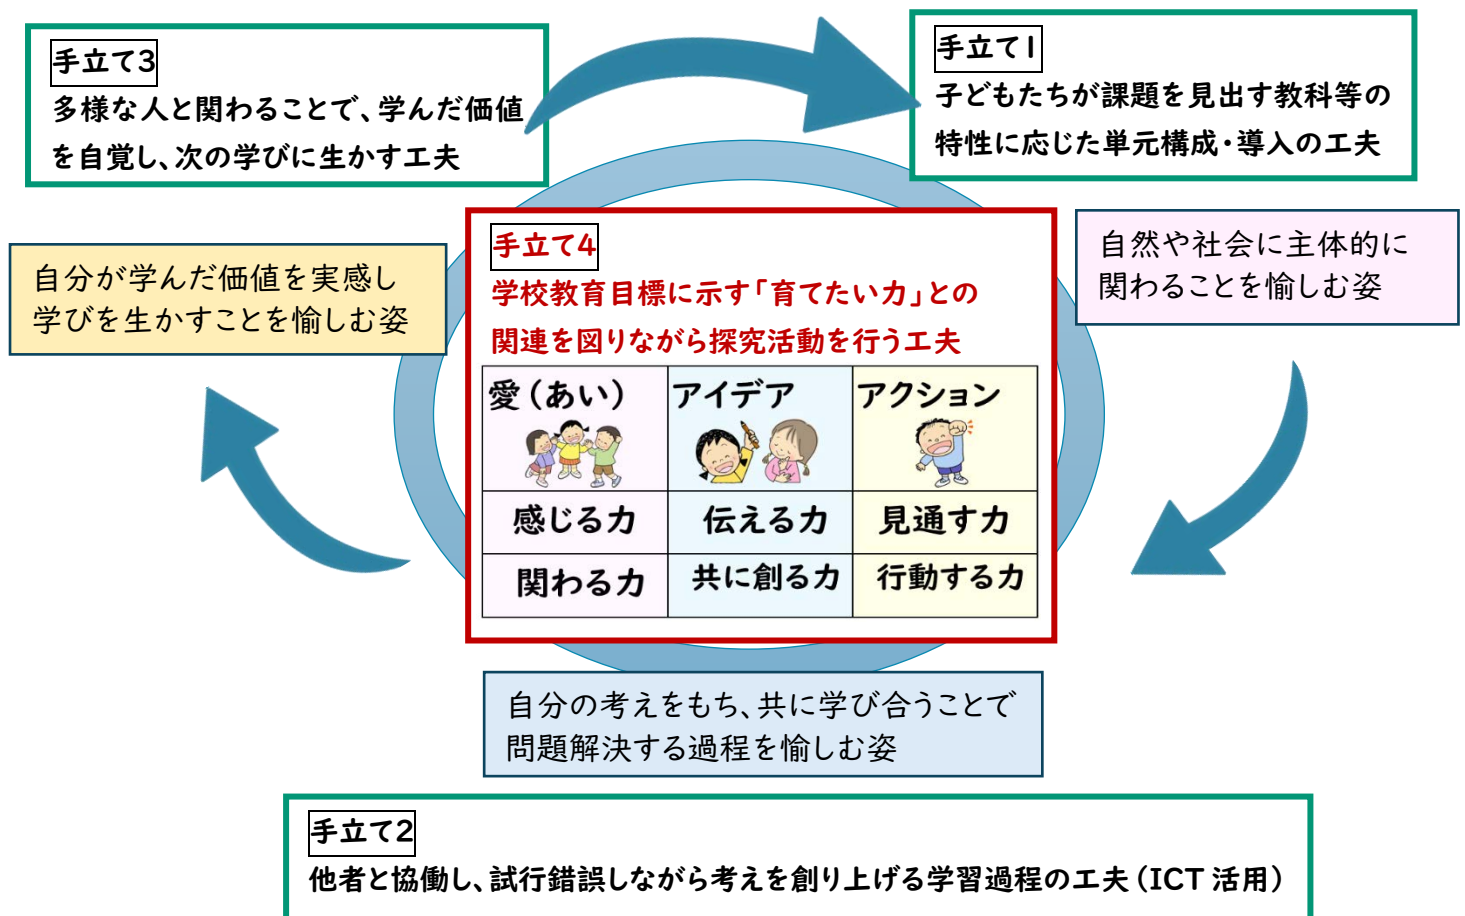 手立て3
多様な人と関わることで、学んだ価値
を自覚し、次の学びに生かす工夫
手立て1
子どもたちが課題を見出す教科等の
特性に応じた単元構成・導入の工夫
自分が学んだ価値を実感し
学びを生かすことを愉しむ姿
手立て4
学校教育目標に示す「育てたい力」との
関連を図りながら探究活動を行う工夫
自然や社会に主体的に
関わることを愉しむ姿
愛（あい） アイデア アクション
感じる力 伝える力 見通す力
関わる力 共に創る力 行動する力
自分の考えをもち、共に学び合うことで
問題解決する過程を愉しむ姿
手立て2
他者と協働し、試行錯誤しながら考えを創り上げる学習過程の工夫（ICT 活用）